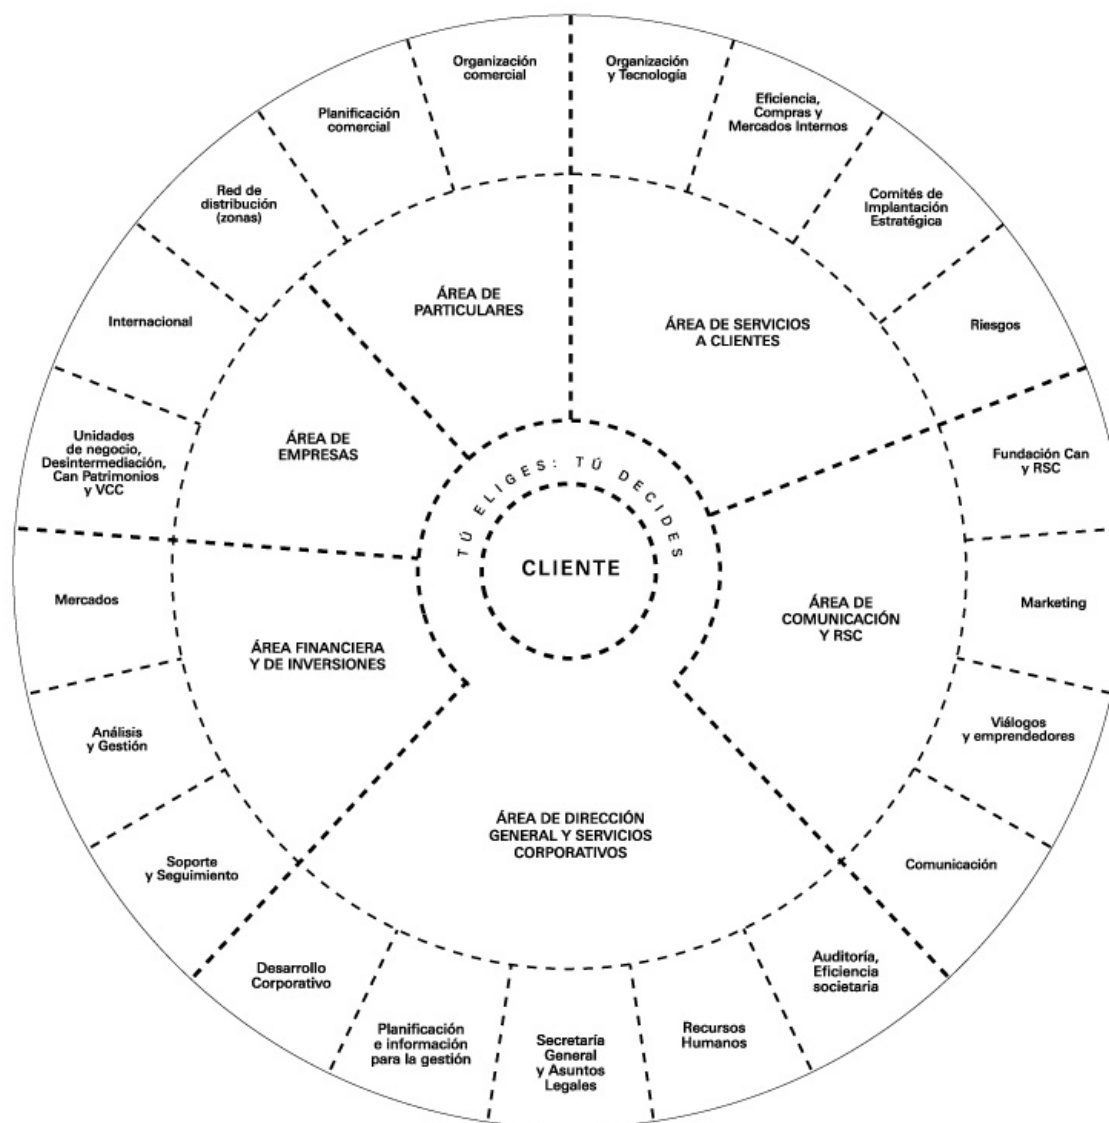 Organización
comercial
Organización
y Tecnología
Planificación
comercial
Eficiencia,
Compras y
Mercados Internos
Red de
distribución
(zonas)
Comités de
Implantación
Estratégica
Internacional
Riesgos
ÁREA DE
PARTICULARES
ÁREA DE SERVICIOS
A CLIENTES
Unidades
de negocio,
Desintermediación,
Can Patrimonios
y VCC
ÁREA DE
EMPRESAS
Fundación Can
y RSC
TÚ ELIGES: TÚ DECIDES
CLIENTE
Mercados
ÁREA FINANCIERA
Y DE INVERSIONES
ÁREA DE
COMUNICACIÓN
Y RSC
Marketing
Análisis
y Gestión
Viálogos
y emprendedores
ÁREA DE DIRECCIÓN
GENERAL Y SERVICIOS
CORPORATIVOS
Soporte
y Seguimiento
Comunicación
Desarrollo
Corporativo
Planificación
e información
para la gestión
Secretaría
General
y Asuntos
Legales
Recursos
Humanos
Auditoría,
Eficiencia
societaria